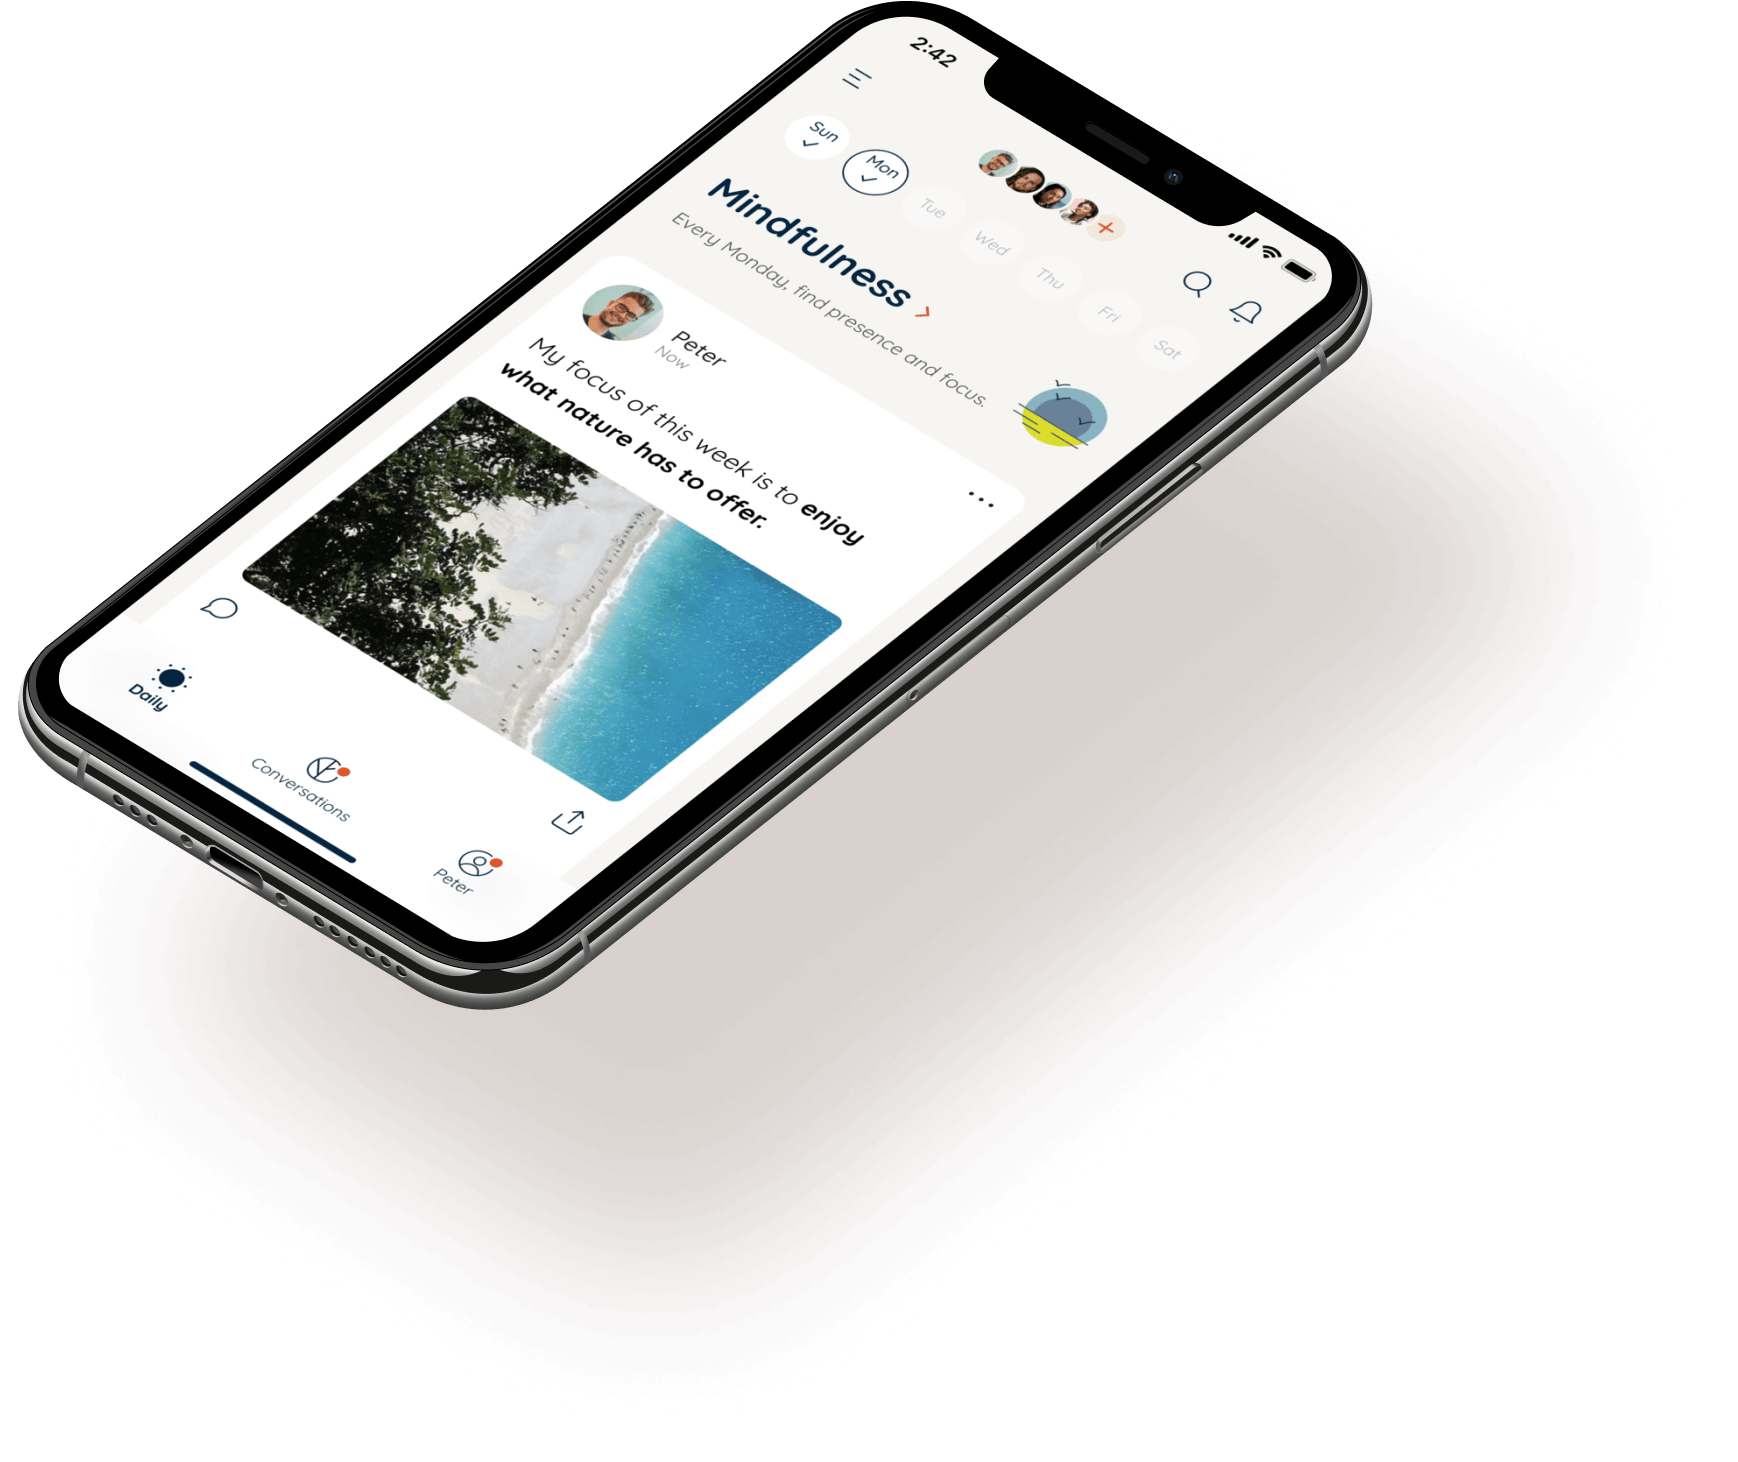 2:42
Sun
Mon
Tue
Wed
Thu
Fri
Sat
Mindfulness
Every Monday, find presence and focus.
Peter
Now
My focus of this week is to enjoy
what nature has to offer.
Daily
Conversations
Peter